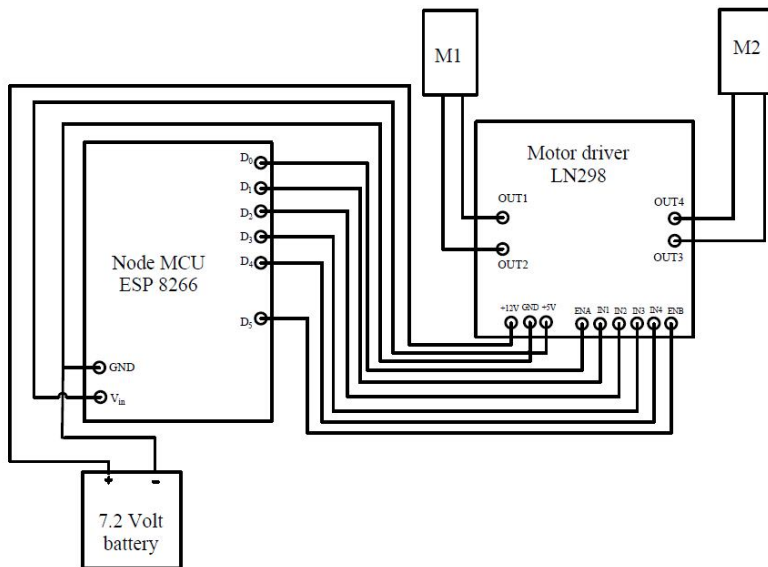 M1
M2
Motor driver
LN298
OUT1
OUT2
OUT4
OUT3
+12V GND +5V
ENA IN1 IN2 IN3 IN4 ENB
Node MCU
ESP 8266
D₀
D₁
D₂
D₃
D₄
D₅
GND
Vᵢₙ
+ -
7.2 Volt
battery